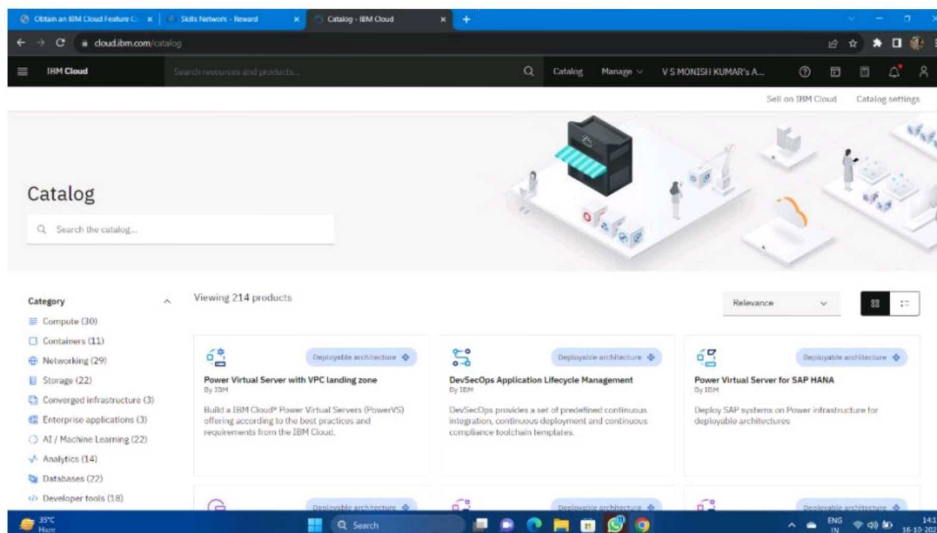 Obtain an IBM Cloud Feature Co
Skills Network - Reward
Catalog - IBM Cloud
cloud.ibm.com/catalog
IBM Cloud
Search resources and products...
Catalog
Manage
V S MONISH KUMAR's A...
Sell on IBM Cloud
Catalog settings
Catalog
Search the catalog...
Category
Viewing 214 products
Relevance
Compute (30)
Containers (11)
Networking (29)
Storage (22)
Converged infrastructure (3)
Enterprise applications (3)
AI / Machine Learning (22)
Analytics (14)
Databases (22)
Developer tools (18)
Deployable architecture
Power Virtual Server with VPC landing zone
By IBM
Build a IBM Cloud® Power Virtual Servers (PowerVS)
offering according to the best practices and
requirements from the IBM Cloud.
Deployable architecture
DevSecOps Application Lifecycle Management
By IBM
DevSecOps provides a set of predefined continuous
integration, continuous deployment and continuous
compliance toolchain templates.
Deployable architecture
Power Virtual Server for SAP HANA
By IBM
Deploy SAP systems on Power infrastructure for
deployable architectures
Deployable architecture
Deployable architecture
Deployable architecture
35°C
Haze
Search
ENG
IN
14:1
16-10-202